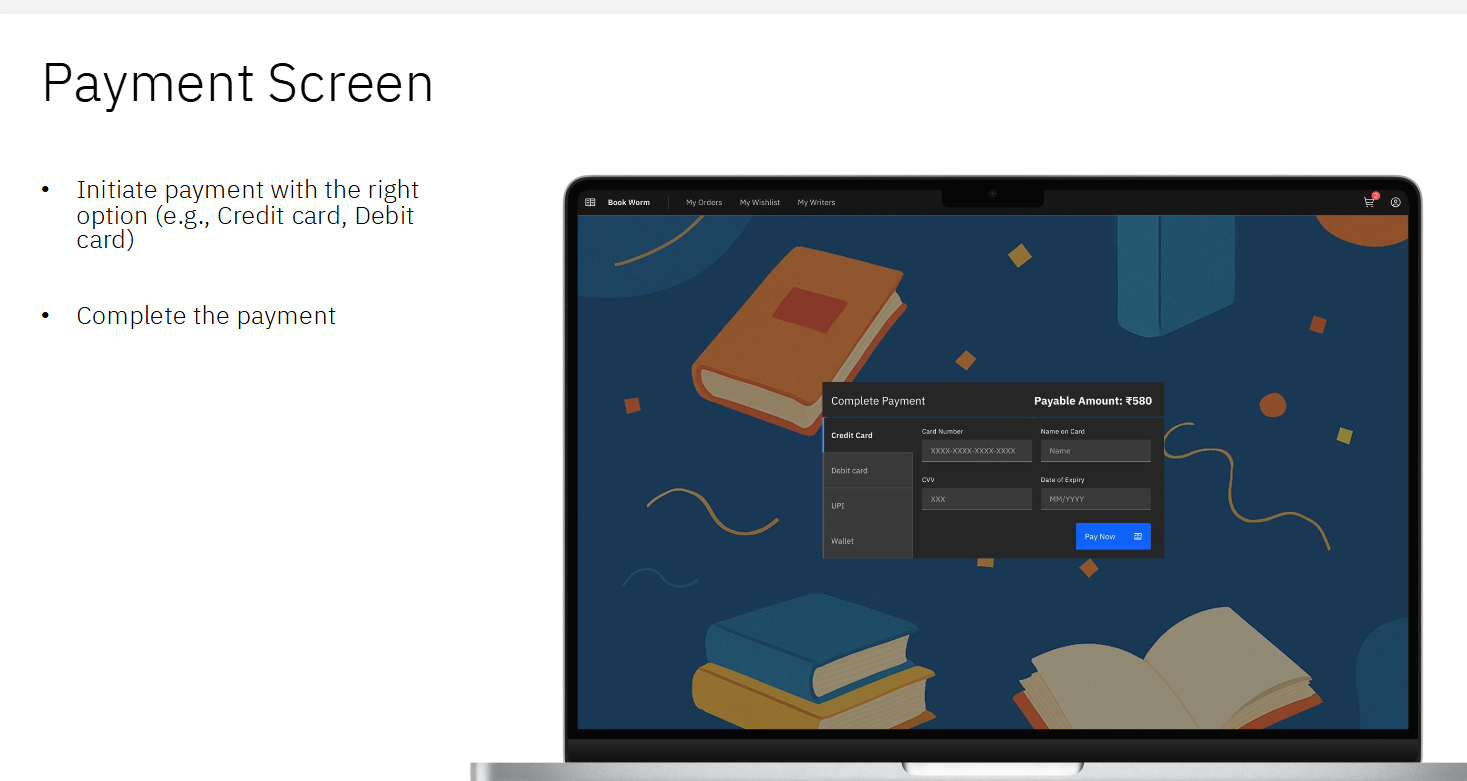 Payment Screen
• Initiate payment with the right
option (e.g., Credit card, Debit
card)
• Complete the payment
Book Worm
My Orders
My Wishlist
My Writers
2
Complete Payment
Payable Amount: ₹580
Credit Card
Debit card
UPI
Wallet
Card Number
Name on Card
XXXX-XXXX-XXXX-XXXX
Name
CVV
Date of Expiry
XXX
MM/YYYY
Pay Now